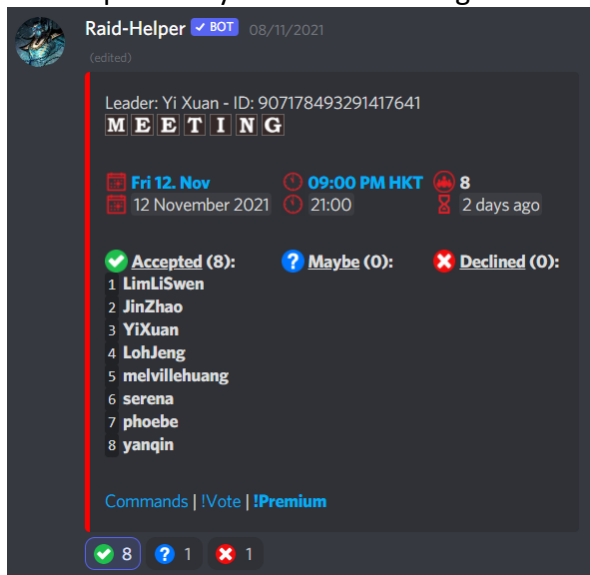 Raid-Helper ✓ BOT 08/11/2021
(edited)
Leader: Yi Xuan - ID: 907178493291417641
MEETING
Fri 12. Nov 09:00 PM HKT 8
12 November 2021 21:00 2 days ago
Accepted (8): Maybe (0): Declined (0):
1 LimLiSwen
2 JinZhao
3 YiXuan
4 LohJeng
5 melvillehuang
6 serena
7 phoebe
8 yanqin
Commands | !Vote | !Premium
8 1 1